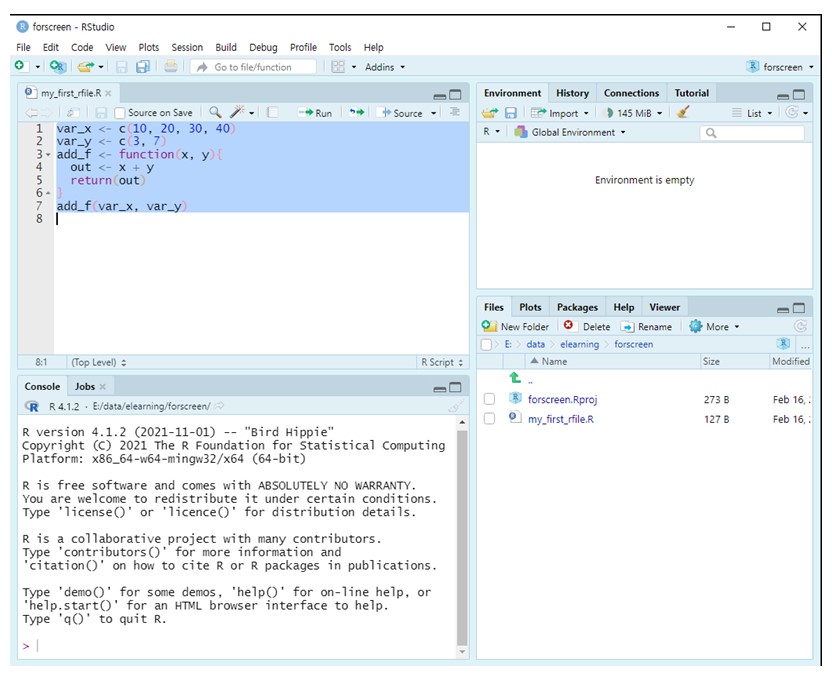 forscreen - RStudio
File Edit Code View Plots Session Build Debug Profile Tools Help
Go to file/function Addins forscreen
my_first_rfile.R
Source on Save Run Source
1 var_x <- c(10, 20, 30, 40)
2 var_y <- c(3, 7)
3 add_f <- function(x, y){
4 out <- x + y
5 return(out)
6 }
7 add_f(var_x, var_y)
8
8:1 (Top Level) R Script
Console Jobs
R 4.1.2 · E:/data/elearning/forscreen/
R version 4.1.2 (2021-11-01) -- "Bird Hippie"
Copyright (C) 2021 The R Foundation for Statistical Computing
Platform: x86_64-w64-mingw32/x64 (64-bit)
R is free software and comes with ABSOLUTELY NO WARRANTY.
You are welcome to redistribute it under certain conditions.
Type 'license()' or 'licence()' for distribution details.
R is a collaborative project with many contributors.
Type 'contributors()' for more information and
'citation()' on how to cite R or R packages in publications.
Type 'demo()' for some demos, 'help()' for on-line help, or
'help.start()' for an HTML browser interface to help.
Type 'q()' to quit R.
>
Environment History Connections Tutorial
Import 145 MiB List
R Global Environment
Environment is empty
Files Plots Packages Help Viewer
New Folder Delete Rename More
E: data elearning forscreen ...
Name Size Modified
..
forscreen.Rproj 273 B Feb 16,
my_first_rfile.R 127 B Feb 16,